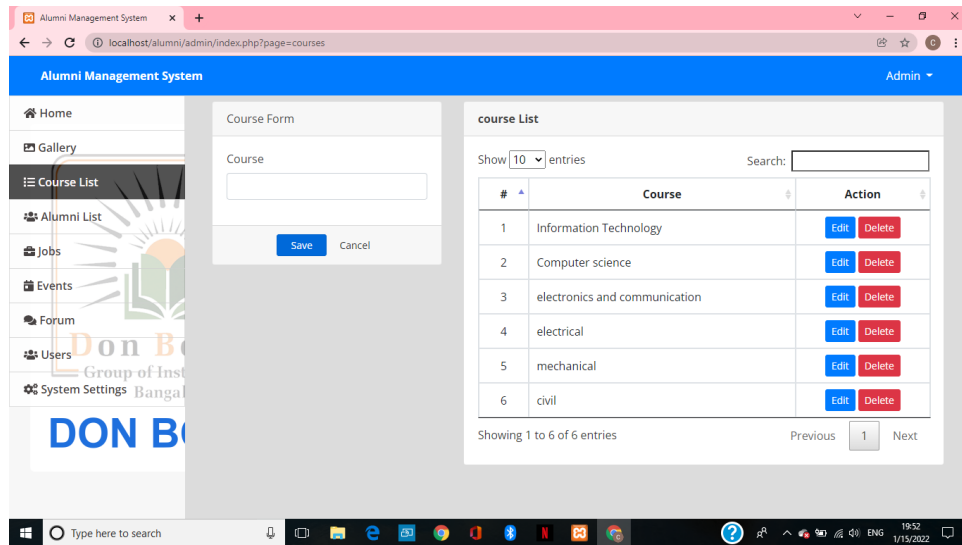 Alumni Management System
localhost/alumni/admin/index.php?page=courses
C
Alumni Management System
Admin
Home
Gallery
Course List
Alumni List
Jobs
Events
Forum
Users
System Settings
Don B
Group of Inst
Bangal
DON B
Course Form
Course
Save Cancel
course List
Show 10 entries
Search:
# Course Action
1 Information Technology Edit Delete
2 Computer science Edit Delete
3 electronics and communication Edit Delete
4 electrical Edit Delete
5 mechanical Edit Delete
6 civil Edit Delete
Showing 1 to 6 of 6 entries
Previous 1 Next
Type here to search
ENG
19:52
1/15/2022